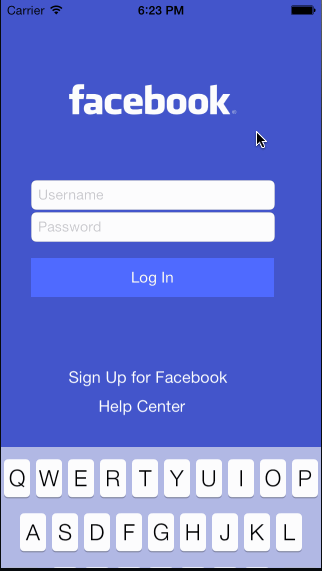 Carrier 6:23 PM
facebook®
Username
Password
Log In
Sign Up for Facebook
Help Center
Q W E R T Y U I O P
A S D F G H J K L